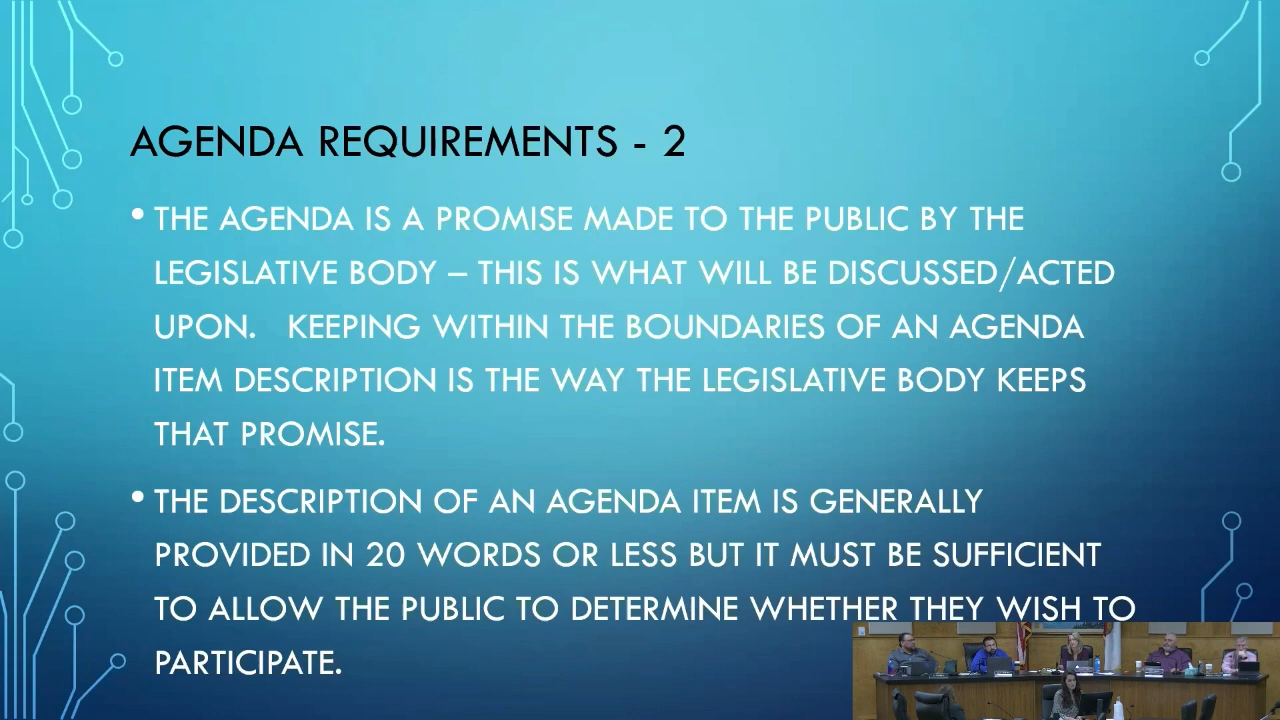 AGENDA REQUIREMENTS - 2
• THE AGENDA IS A PROMISE MADE TO THE PUBLIC BY THE
LEGISLATIVE BODY – THIS IS WHAT WILL BE DISCUSSED/ACTED
UPON. KEEPING WITHIN THE BOUNDARIES OF AN AGENDA
ITEM DESCRIPTION IS THE WAY THE LEGISLATIVE BODY KEEPS
THAT PROMISE.
• THE DESCRIPTION OF AN AGENDA ITEM IS GENERALLY
PROVIDED IN 20 WORDS OR LESS BUT IT MUST BE SUFFICIENT
TO ALLOW THE PUBLIC TO DETERMINE WHETHER THEY WISH TO
PARTICIPATE.